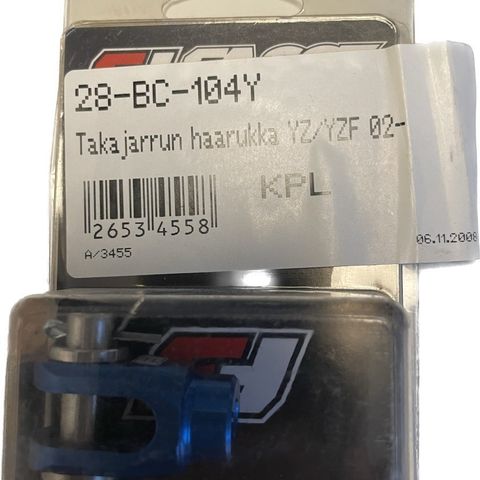 28-BC-104Y
Takajarrun haarukka YZ/YZF 02-
KPL
2653 4558
06.11.2008
A/3455